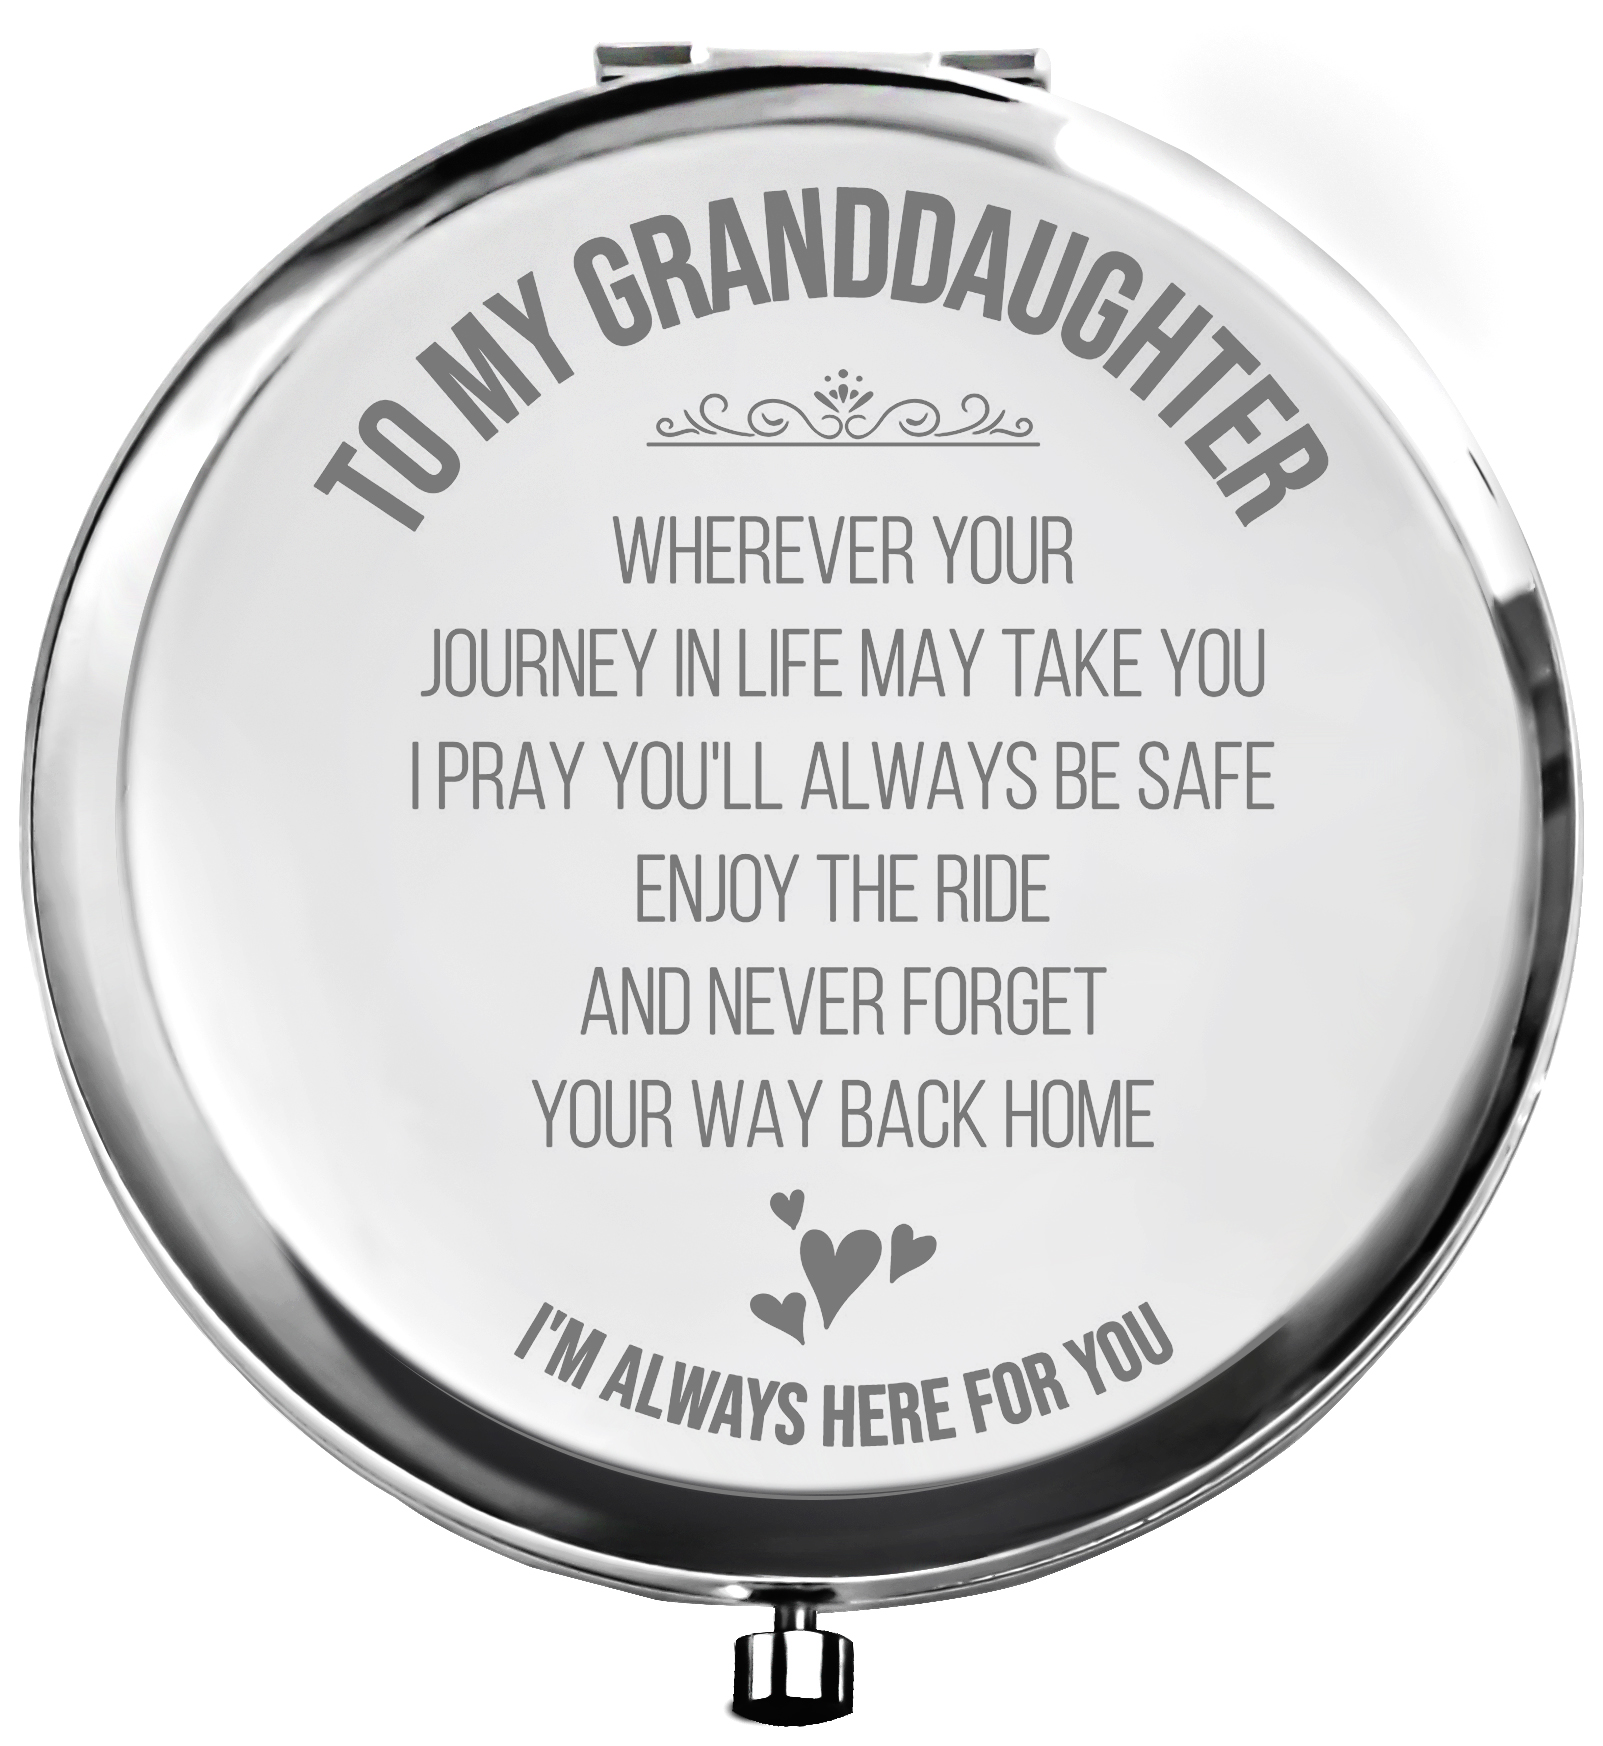 TO MY GRANDDAUGHTER
WHEREVER YOUR
JOURNEY IN LIFE MAY TAKE YOU
I PRAY YOU'LL ALWAYS BE SAFE
ENJOY THE RIDE
AND NEVER FORGET
YOUR WAY BACK HOME
I'M ALWAYS HERE FOR YOU